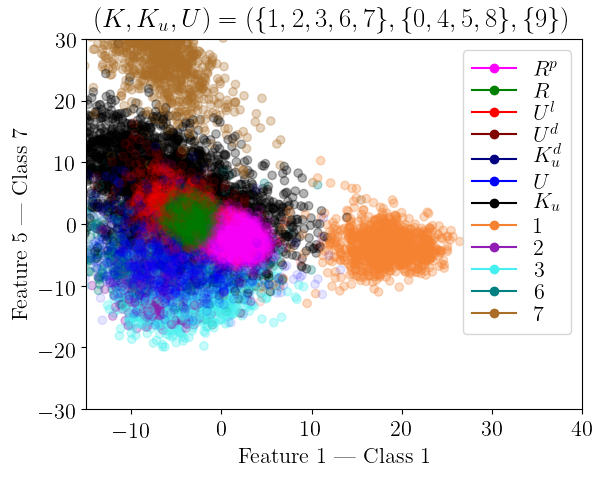 (K, K_u, U) = ({1, 2, 3, 6, 7}, {0, 4, 5, 8}, {9})
30
20
10
0
−10
−20
−30
Feature 5 — Class 7
−10
0
10
20
30
40
Feature 1 — Class 1
R^p
R
U^l
U^d
K_u^d
U
K_u
1
2
3
6
7